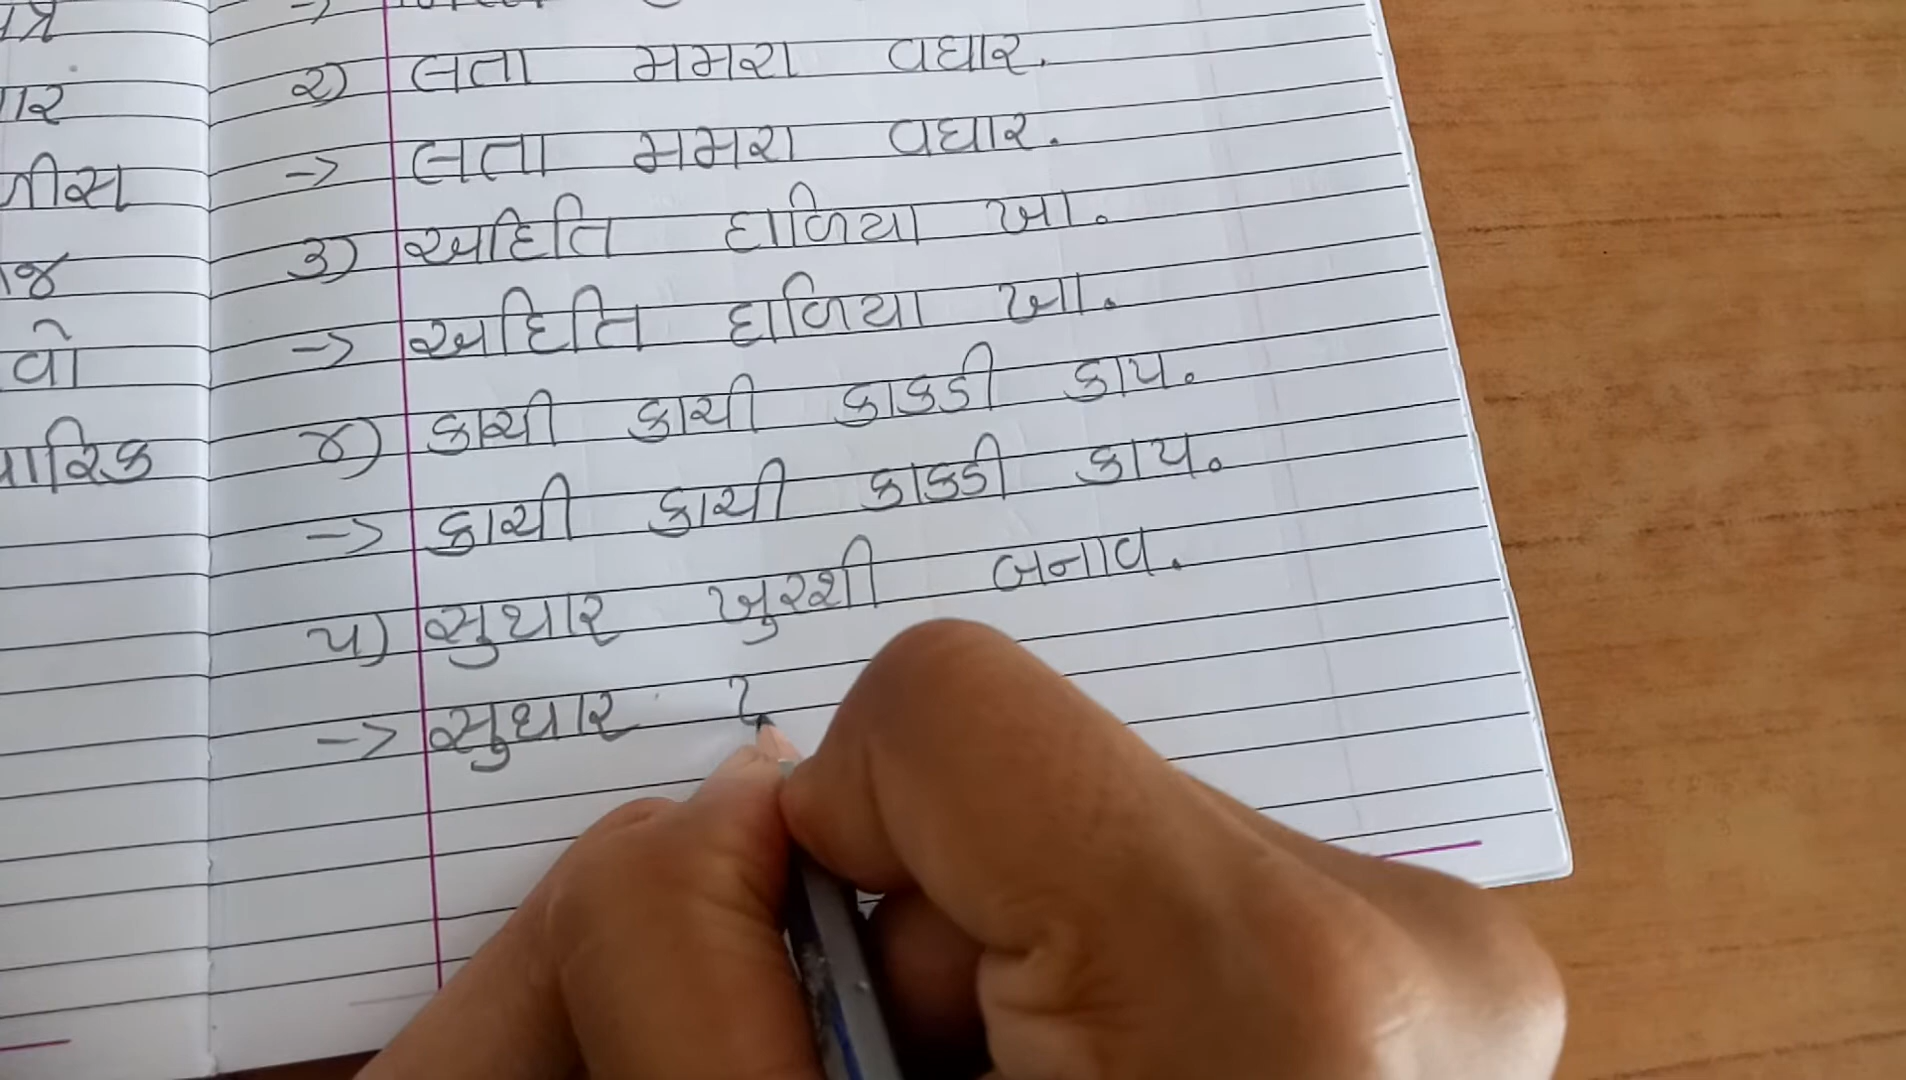 ત્ર
ાર
ગીસ
ાજ
વો
પારિક
૨) લતા મમરા વઘાર.
-> લતા મમરા વઘાર.
૩) અદિતિ દાળિયા ખા.
-> અદિતિ દાળિયા ખા.
૪) કાચી કાચી કાકડી કાપ.
-> કાચી કાચી કાકડી કાપ.
૫) સુથાર ખુરશી બનાવ.
-> સુથાર